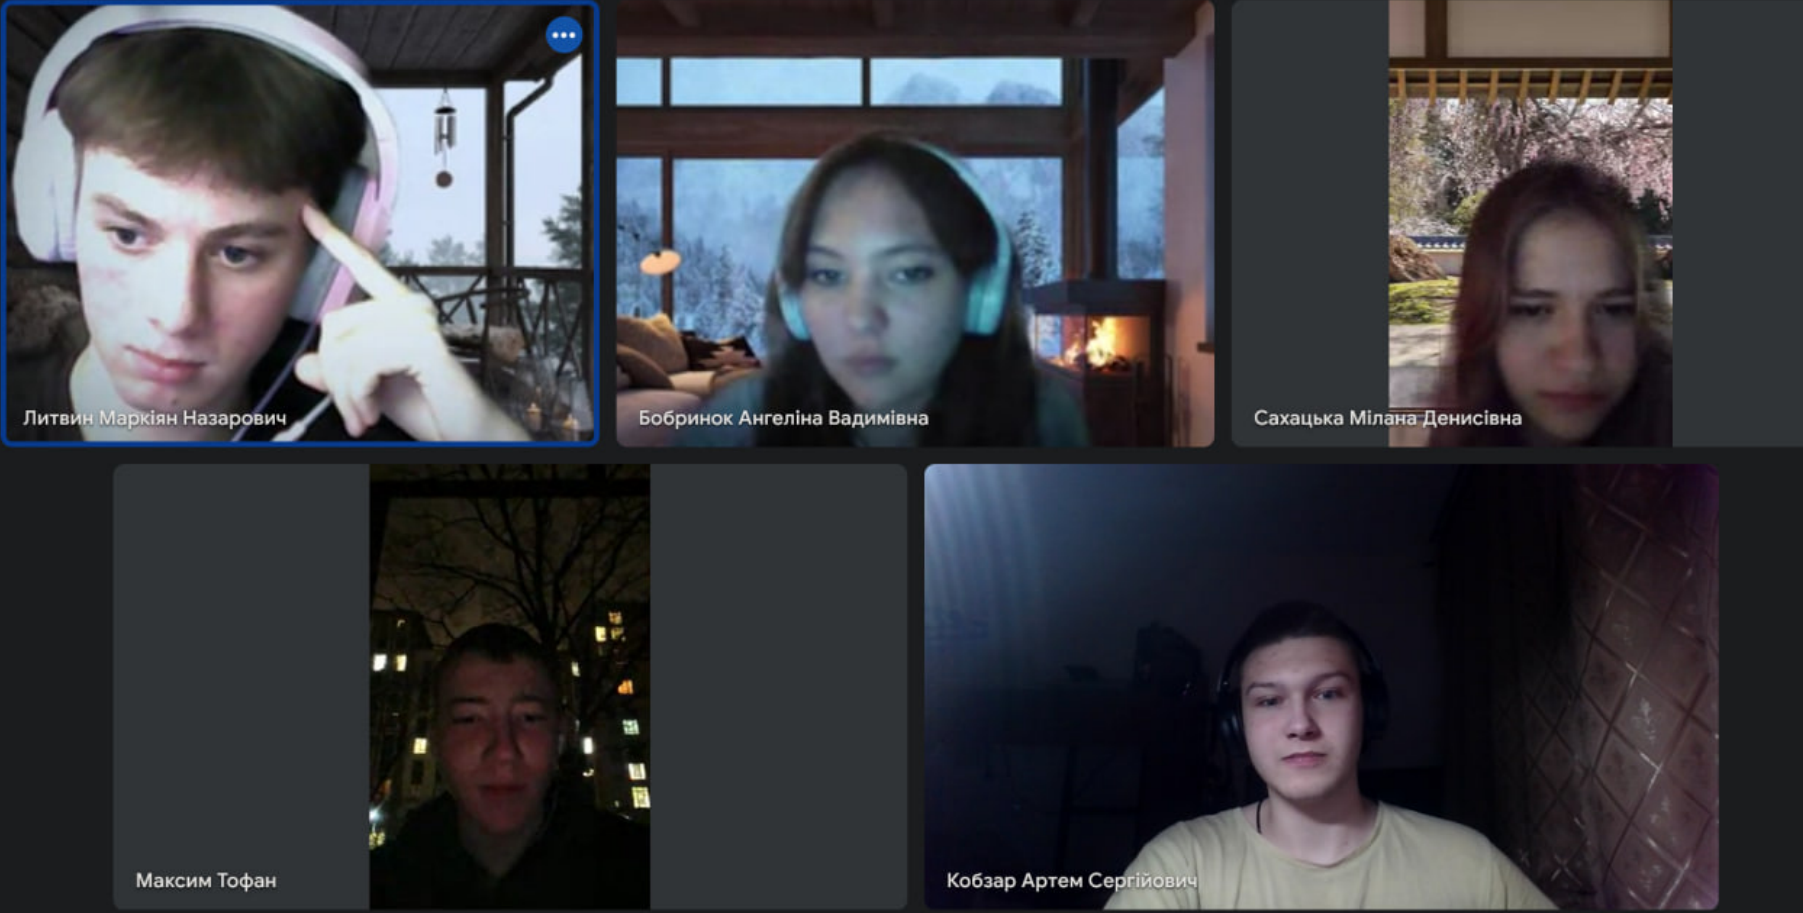 Литвин Маркіян Назарович
Бобринок Ангеліна Вадимівна
Сахацька Мілана Денисівна
Максим Тофан
Кобзар Артем Сергійович